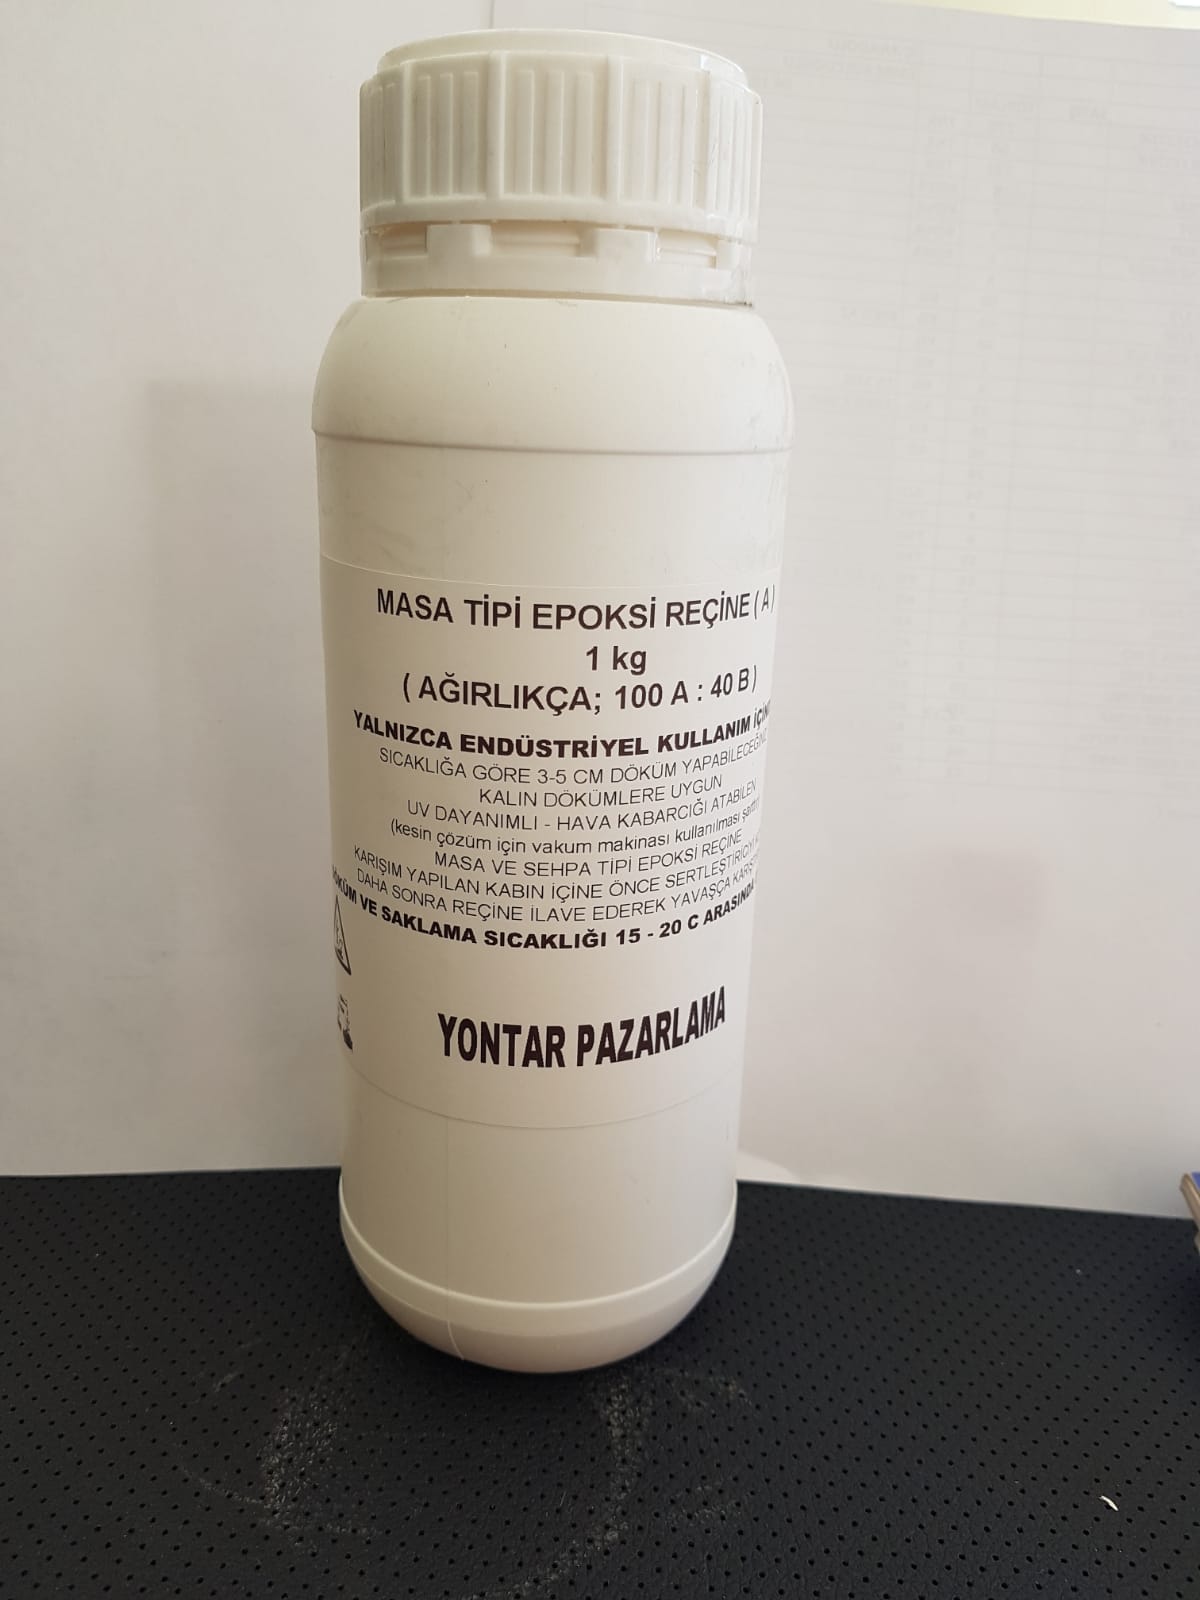 MASA TİPİ EPOKSİ REÇİNE ( A )
1 kg
( AĞIRLIKÇA; 100 A : 40 B )
YALNIZCA ENDÜSTRİYEL KULLANIM
SICAKLIĞA GÖRE 3-5 CM DÖKÜM
KALIN DÖKÜMLERE UYGUN
UV DAYANIMLI - HAVA KABARCIĞI ATABİLEN
(kesin çözüm için vakum makinası kullanılması
MASA VE SEHPA TİPİ EPOKSİ REÇİNE
KARIŞIM YAPILAN KABIN İÇİNE ÖNCE
DAHA SONRA REÇİNE İLAVE EDEREK YAVAŞÇA
VE SAKLAMA SICAKLIĞI 15 - 20 C ARASINDA
YONTAR PAZARLAMA